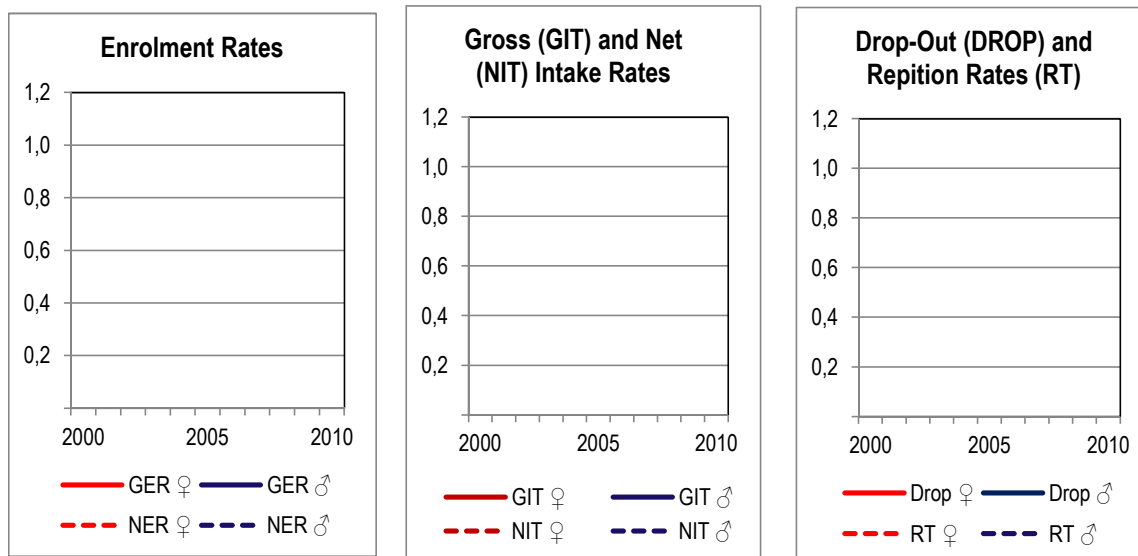 Enrolment Rates
1,2
1,0
0,8
0,6
0,4
0,2
2000 2005 2010
GER ♀ GER ♂
NER ♀ NER ♂
Gross (GIT) and Net
(NIT) Intake Rates
1,2
1,0
0,8
0,6
0,4
0,2
2000 2005 2010
GIT ♀ GIT ♂
NIT ♀ NIT ♂
Drop-Out (DROP) and
Repition Rates (RT)
1,2
1,0
0,8
0,6
0,4
0,2
2000 2005 2010
Drop ♀ Drop ♂
RT ♀ RT ♂